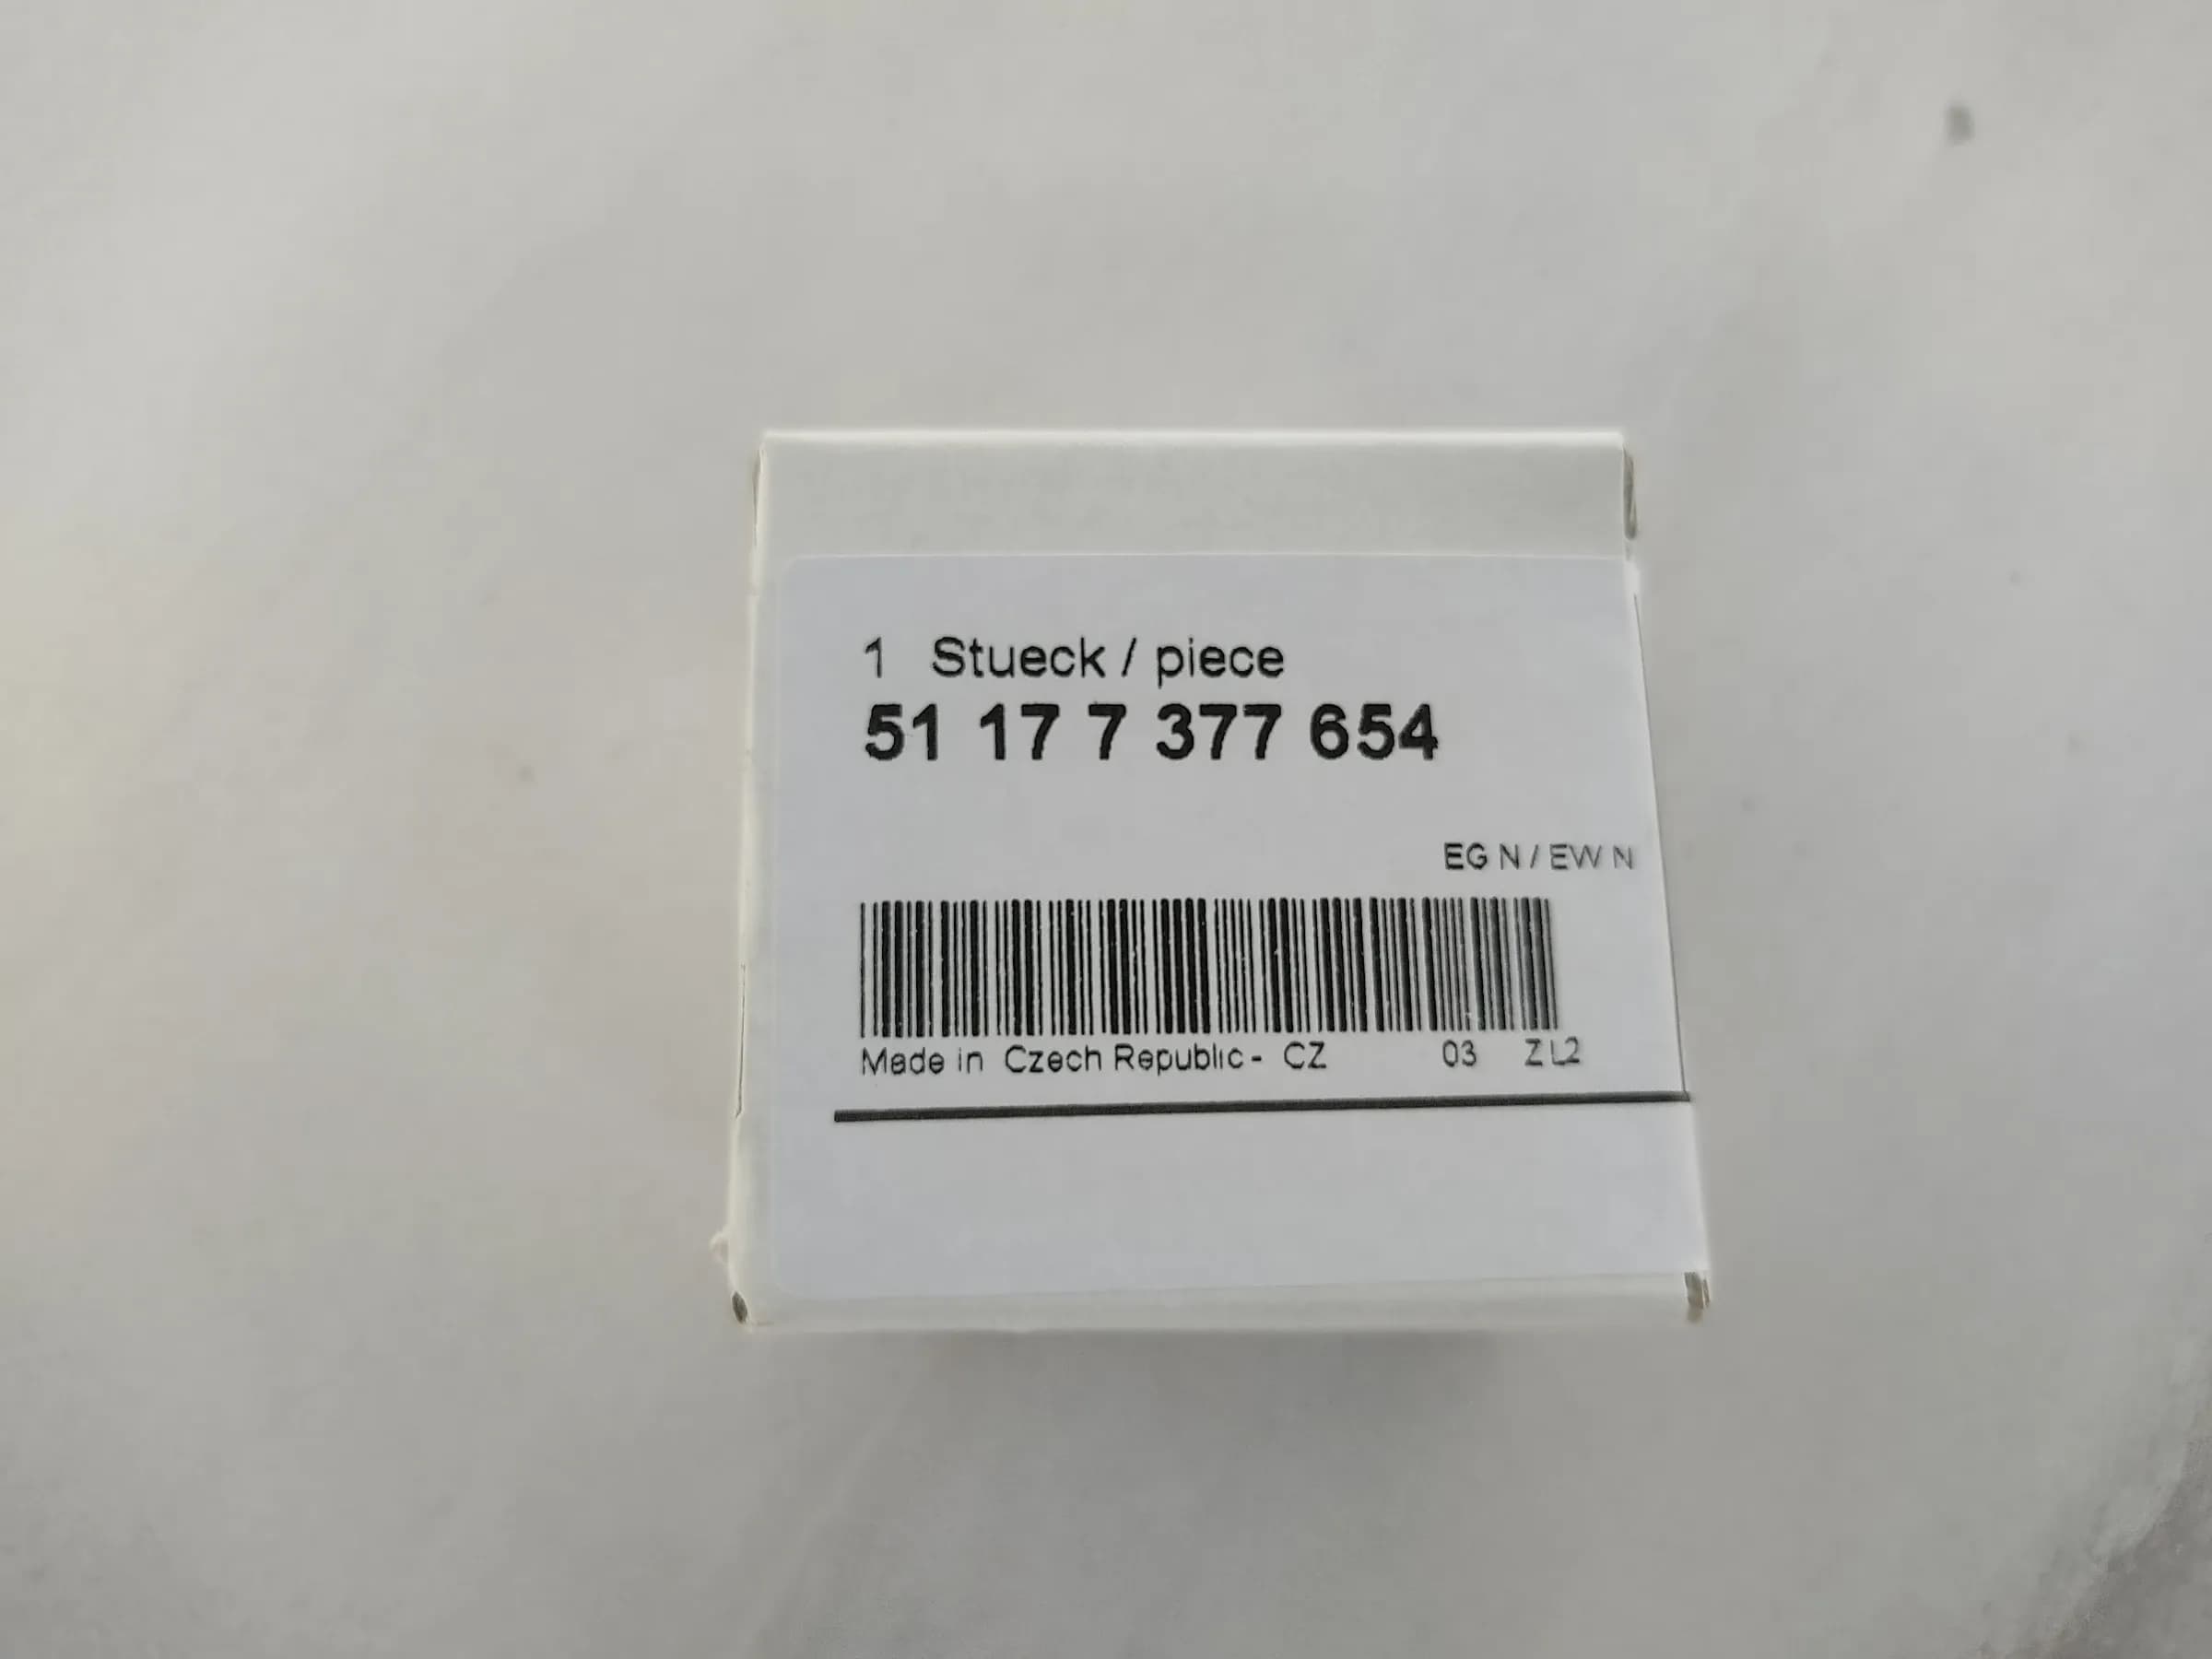 1 Stueck / piece
51 17 7 377 654
EG N / EW N
Made in Czech Republic - CZ 03 ZL2